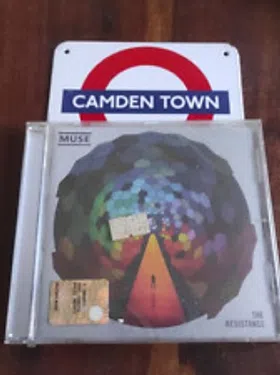 CAMDEN TOWN
MUSE
THE
RESISTANCE